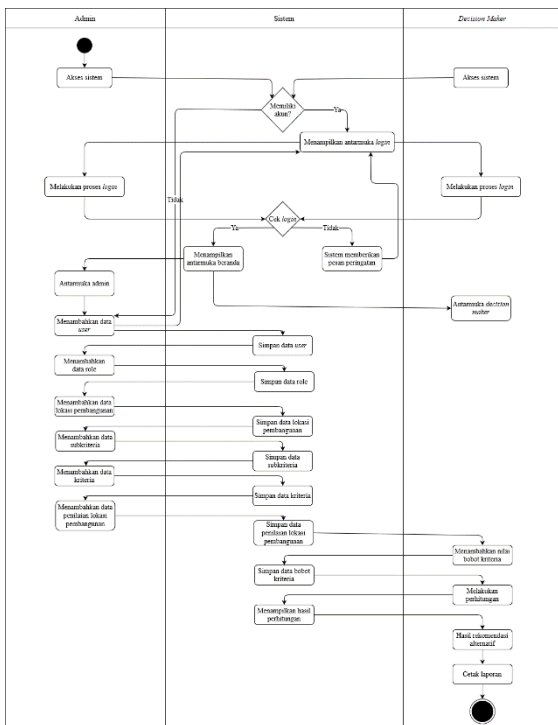 Admin
Sistem
Decision Maker
Akses sistem
Akses sistem
Memiliki
akun?
Ya
Menampilkan antarmuka login
Tidak
Melakukan proses login
Melakukan proses login
Cek login
Ya
Tidak
Menampilkan
antarmuka beranda
Sistem memberikan
pesan peringatan
Antarmuka admin
Antarmuka decision
maker
Menambahkan data
user
Simpan data user
Menambahkan
data role
Simpan data role
Menambahkan data
lokasi pembangunan
Simpan data lokasi
pembangunan
Menambahkan data
subkriteria
Simpan data
subkriteria
Menambahkan data
kriteria
Simpan data kriteria
Menambahkan data
penilaian lokasi
pembangunan
Simpan data
penilaian lokasi
pembangunan
Menambahkan nilai
bobot kriteria
Simpan data bobot
kriteria
Melakukan
perhitungan
Menampilkan hasil
perhitungan
Hasil rekomendasi
alternatif
Cetak laporan